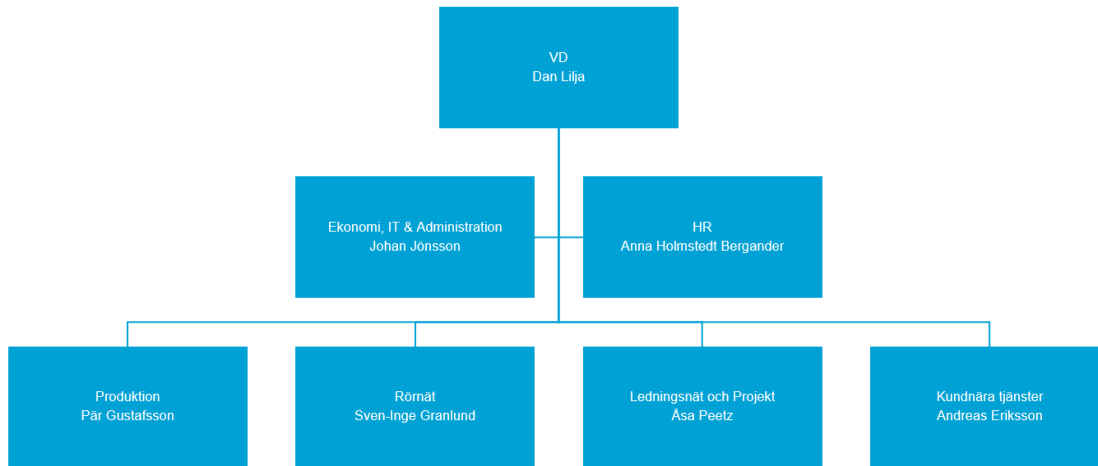 VD
Dan Lilja
Ekonomi, IT & Administration
Johan Jönsson
HR
Anna Holmstedt Bergander
Produktion
Pär Gustafsson
Rörnät
Sven-Inge Granlund
Ledningsnät och Projekt
Åsa Peetz
Kundnära tjänster
Andreas Eriksson